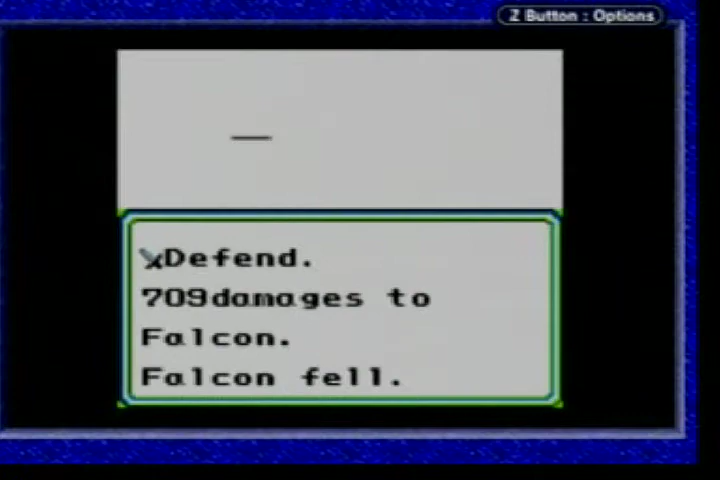 Z Button : Options
Defend.
709damages to
Falcon.
Falcon fell.